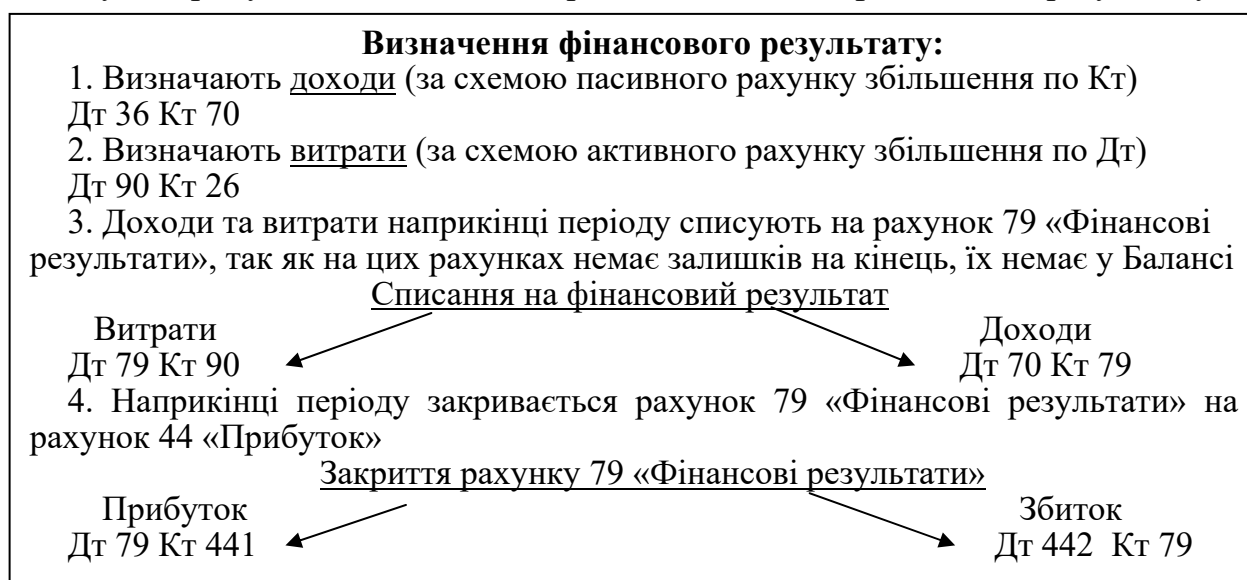 Визначення фінансового результату:
1. Визначають доходи (за схемою пасивного рахунку збільшення по Кт)
Дт 36 Кт 70
2. Визначають витрати (за схемою активного рахунку збільшення по Дт)
Дт 90 Кт 26
3. Доходи та витрати наприкінці періоду списують на рахунок 79 «Фінансові
результати», так як на цих рахунках немає залишків на кінець, їх немає у Балансі
Списання на фінансовий результат
Витрати Доходи
Дт 79 Кт 90 Дт 70 Кт 79
4. Наприкінці періоду закривається рахунок 79 «Фінансові результати» на
рахунок 44 «Прибуток»
Закриття рахунку 79 «Фінансові результати»
Прибуток Збиток
Дт 79 Кт 441 Дт 442 Кт 79